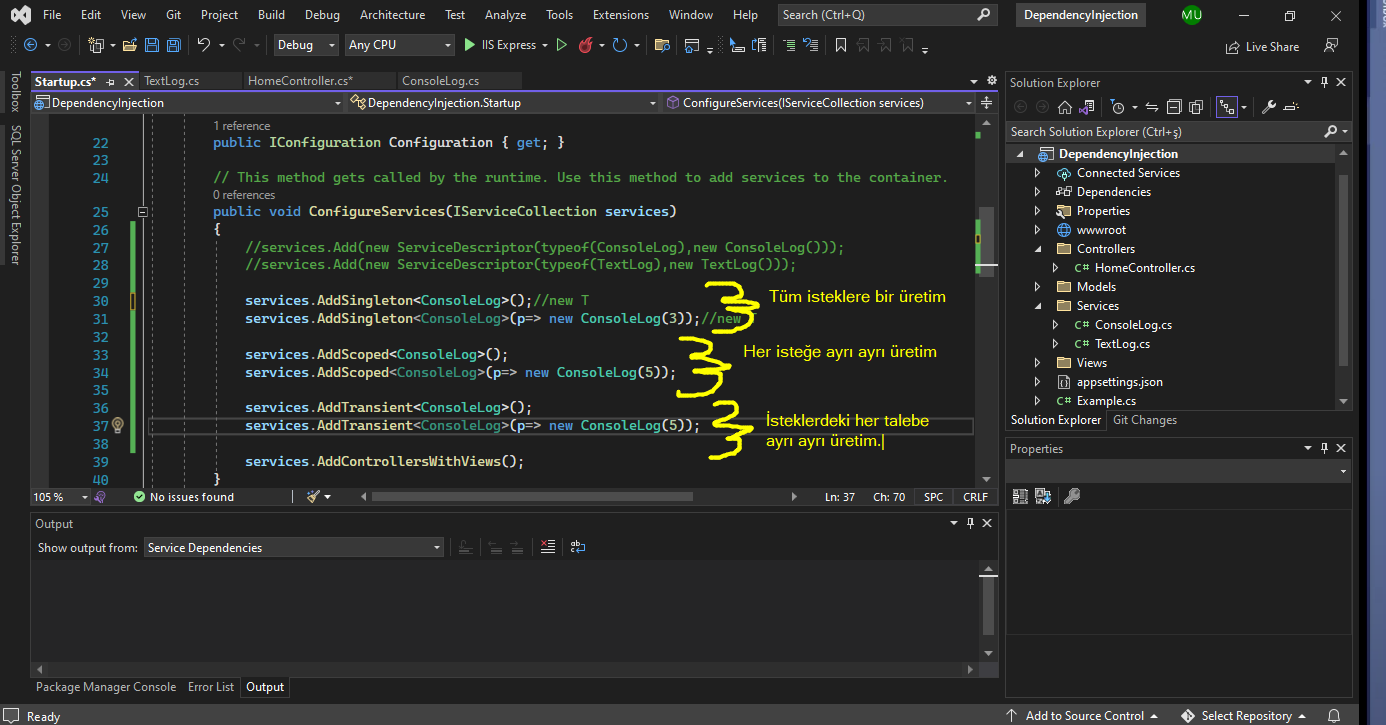 File Edit View Git Project Build Debug Architecture Test Analyze Tools Extensions Window Help Search (Ctrl+Q) DependencyInjection MU
Debug Any CPU IIS Express Live Share
Toolbox
SQL Server Object Explorer
Startup.cs* TextLog.cs HomeController.cs* ConsoleLog.cs
DependencyInjection DependencyInjection.Startup ConfigureServices(IServiceCollection services)
1 reference
22 public IConfiguration Configuration { get; }
23
24 // This method gets called by the runtime. Use this method to add services to the container.
0 references
25 public void ConfigureServices(IServiceCollection services)
26 {
27 //services.Add(new ServiceDescriptor(typeof(ConsoleLog),new ConsoleLog()));
28 //services.Add(new ServiceDescriptor(typeof(TextLog),new TextLog()));
29
30 services.AddSingleton<ConsoleLog>();//new T
31 services.AddSingleton<ConsoleLog>(p=> new ConsoleLog(3));//new
Tüm isteklere bir üretim
32
33 services.AddScoped<ConsoleLog>();
34 services.AddScoped<ConsoleLog>(p=> new ConsoleLog(5));
Her isteğe ayrı ayrı üretim
35
36 services.AddTransient<ConsoleLog>();
37 services.AddTransient<ConsoleLog>(p=> new ConsoleLog(5));
İsteklerdeki her talebe
ayrı ayrı üretim.
38
39 services.AddControllersWithViews();
40 }
105 % No issues found Ln: 37 Ch: 70 SPC CRLF
Output
Show output from: Service Dependencies
Package Manager Console Error List Output
Solution Explorer
Search Solution Explorer (Ctrl+ş)
DependencyInjection
Connected Services
Dependencies
Properties
wwwroot
Controllers
C# HomeController.cs
Models
Services
C# ConsoleLog.cs
C# TextLog.cs
Views
appsettings.json
C# Example.cs
Solution Explorer Git Changes
Properties
Ready Add to Source Control Select Repository